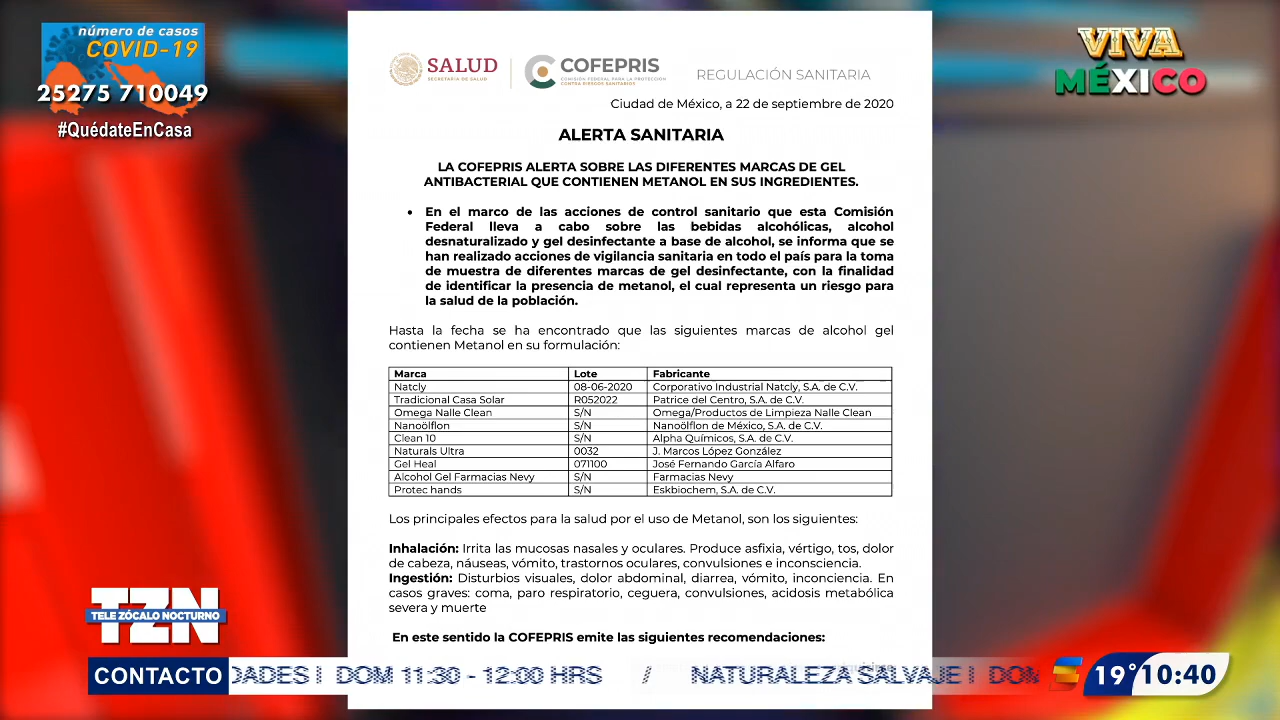 número de casos
COVID-19
25275 710049
#QuédateEnCasa
VIVA
MÉXICO
SALUD
SECRETARÍA DE SALUD
COFEPRIS
COMISIÓN FEDERAL PARA LA PROTECCIÓN
CONTRA RIESGOS SANITARIOS
REGULACIÓN SANITARIA
Ciudad de México, a 22 de septiembre de 2020
ALERTA SANITARIA
LA COFEPRIS ALERTA SOBRE LAS DIFERENTES MARCAS DE GEL
ANTIBACTERIAL QUE CONTIENEN METANOL EN SUS INGREDIENTES.
• En el marco de las acciones de control sanitario que esta Comisión
Federal lleva a cabo sobre las bebidas alcohólicas, alcohol
desnaturalizado y gel desinfectante a base de alcohol, se informa que se
han realizado acciones de vigilancia sanitaria en todo el país para la toma
de muestra de diferentes marcas de gel desinfectante, con la finalidad
de identificar la presencia de metanol, el cual representa un riesgo para
la salud de la población.
Hasta la fecha se ha encontrado que las siguientes marcas de alcohol gel
contienen Metanol en su formulación:
Marca Lote Fabricante
Natcly 08-06-2020 Corporativo Industrial Natcly, S.A. de C.V.
Tradicional Casa Solar R052022 Patrice del Centro, S.A. de C.V.
Omega Nalle Clean S/N Omega/Productos de Limpieza Nalle Clean
Nanoölflon S/N Nanoölflon de México, S.A. de C.V.
Clean 10 S/N Alpha Químicos, S.A. de C.V.
Naturals Ultra 0032 J. Marcos López González
Gel Heal 071100 José Fernando García Alfaro
Alcohol Gel Farmacias Nevy S/N Farmacias Nevy
Protec hands S/N Eskbiochem, S.A. de C.V.
Los principales efectos para la salud por el uso de Metanol, son los siguientes:
Inhalación: Irrita las mucosas nasales y oculares. Produce asfixia, vértigo, tos, dolor
de cabeza, náuseas, vómito, trastornos oculares, convulsiones e inconsciencia.
Ingestión: Disturbios visuales, dolor abdominal, diarrea, vómito, inconciencia. En
casos graves: coma, paro respiratorio, ceguera, convulsiones, acidosis metabólica
severa y muerte
En este sentido la COFEPRIS emite las siguientes recomendaciones:
TZN
TELE ZÓCALO NOCTURNO
CONTACTO DADES | DOM 11:30 - 12:00 HRS / NATURALEZA SALVAJE | DOM
19° 10:40